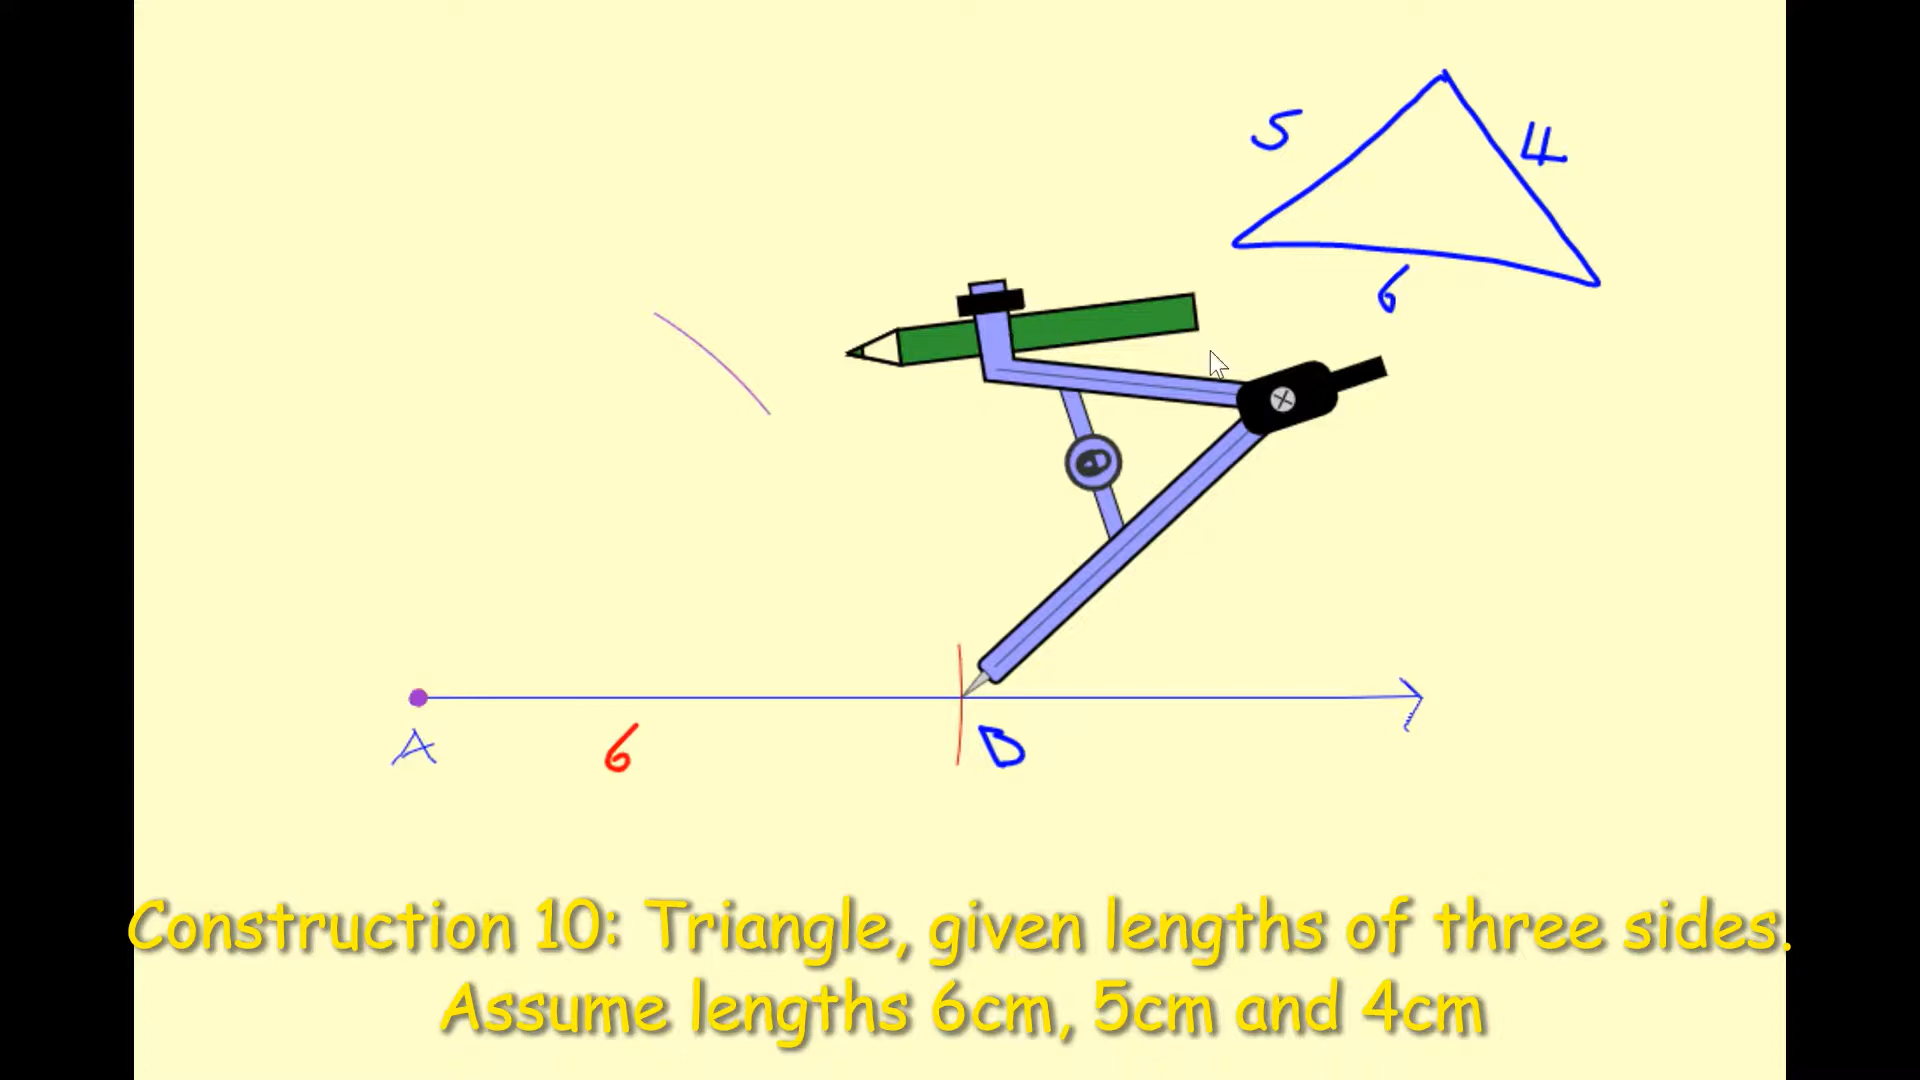 5
4
6
A
6
B
Construction 10: Triangle, given lengths of three sides.
Assume lengths 6cm, 5cm and 4cm